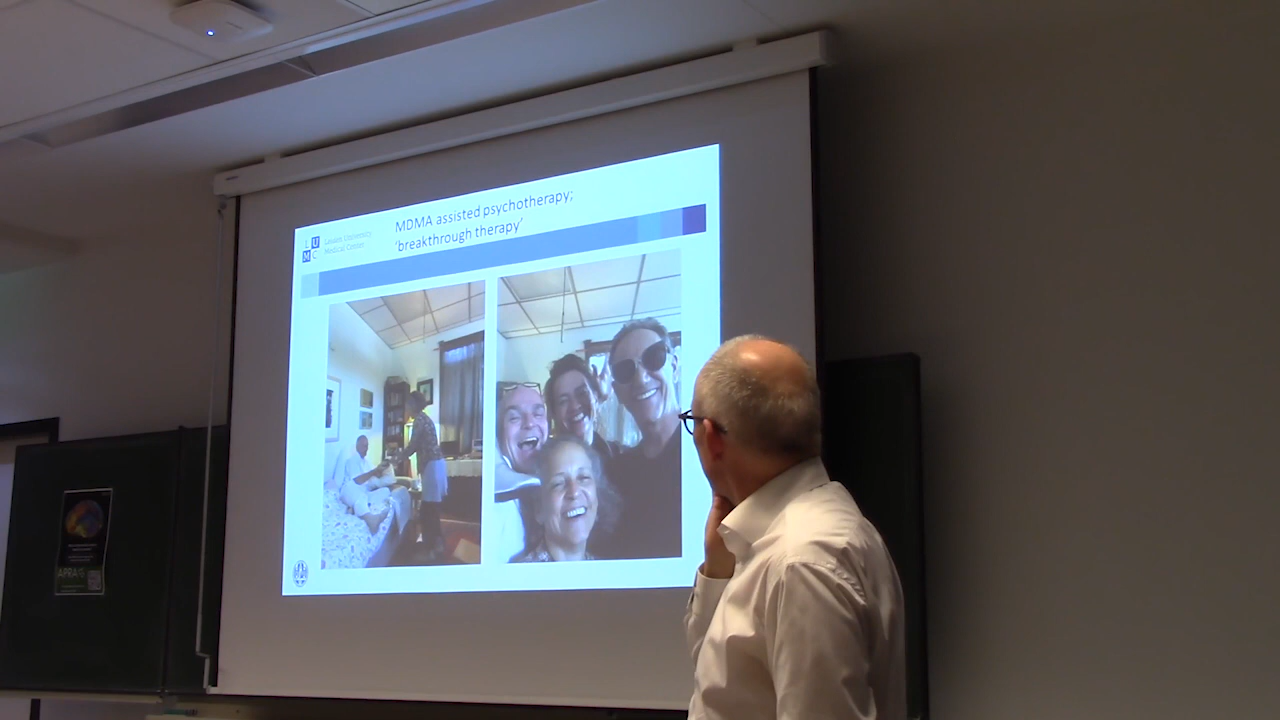 MDMA assisted psychotherapy;
'breakthrough therapy'
L U
M C
Leiden University
Medical Center
APRA